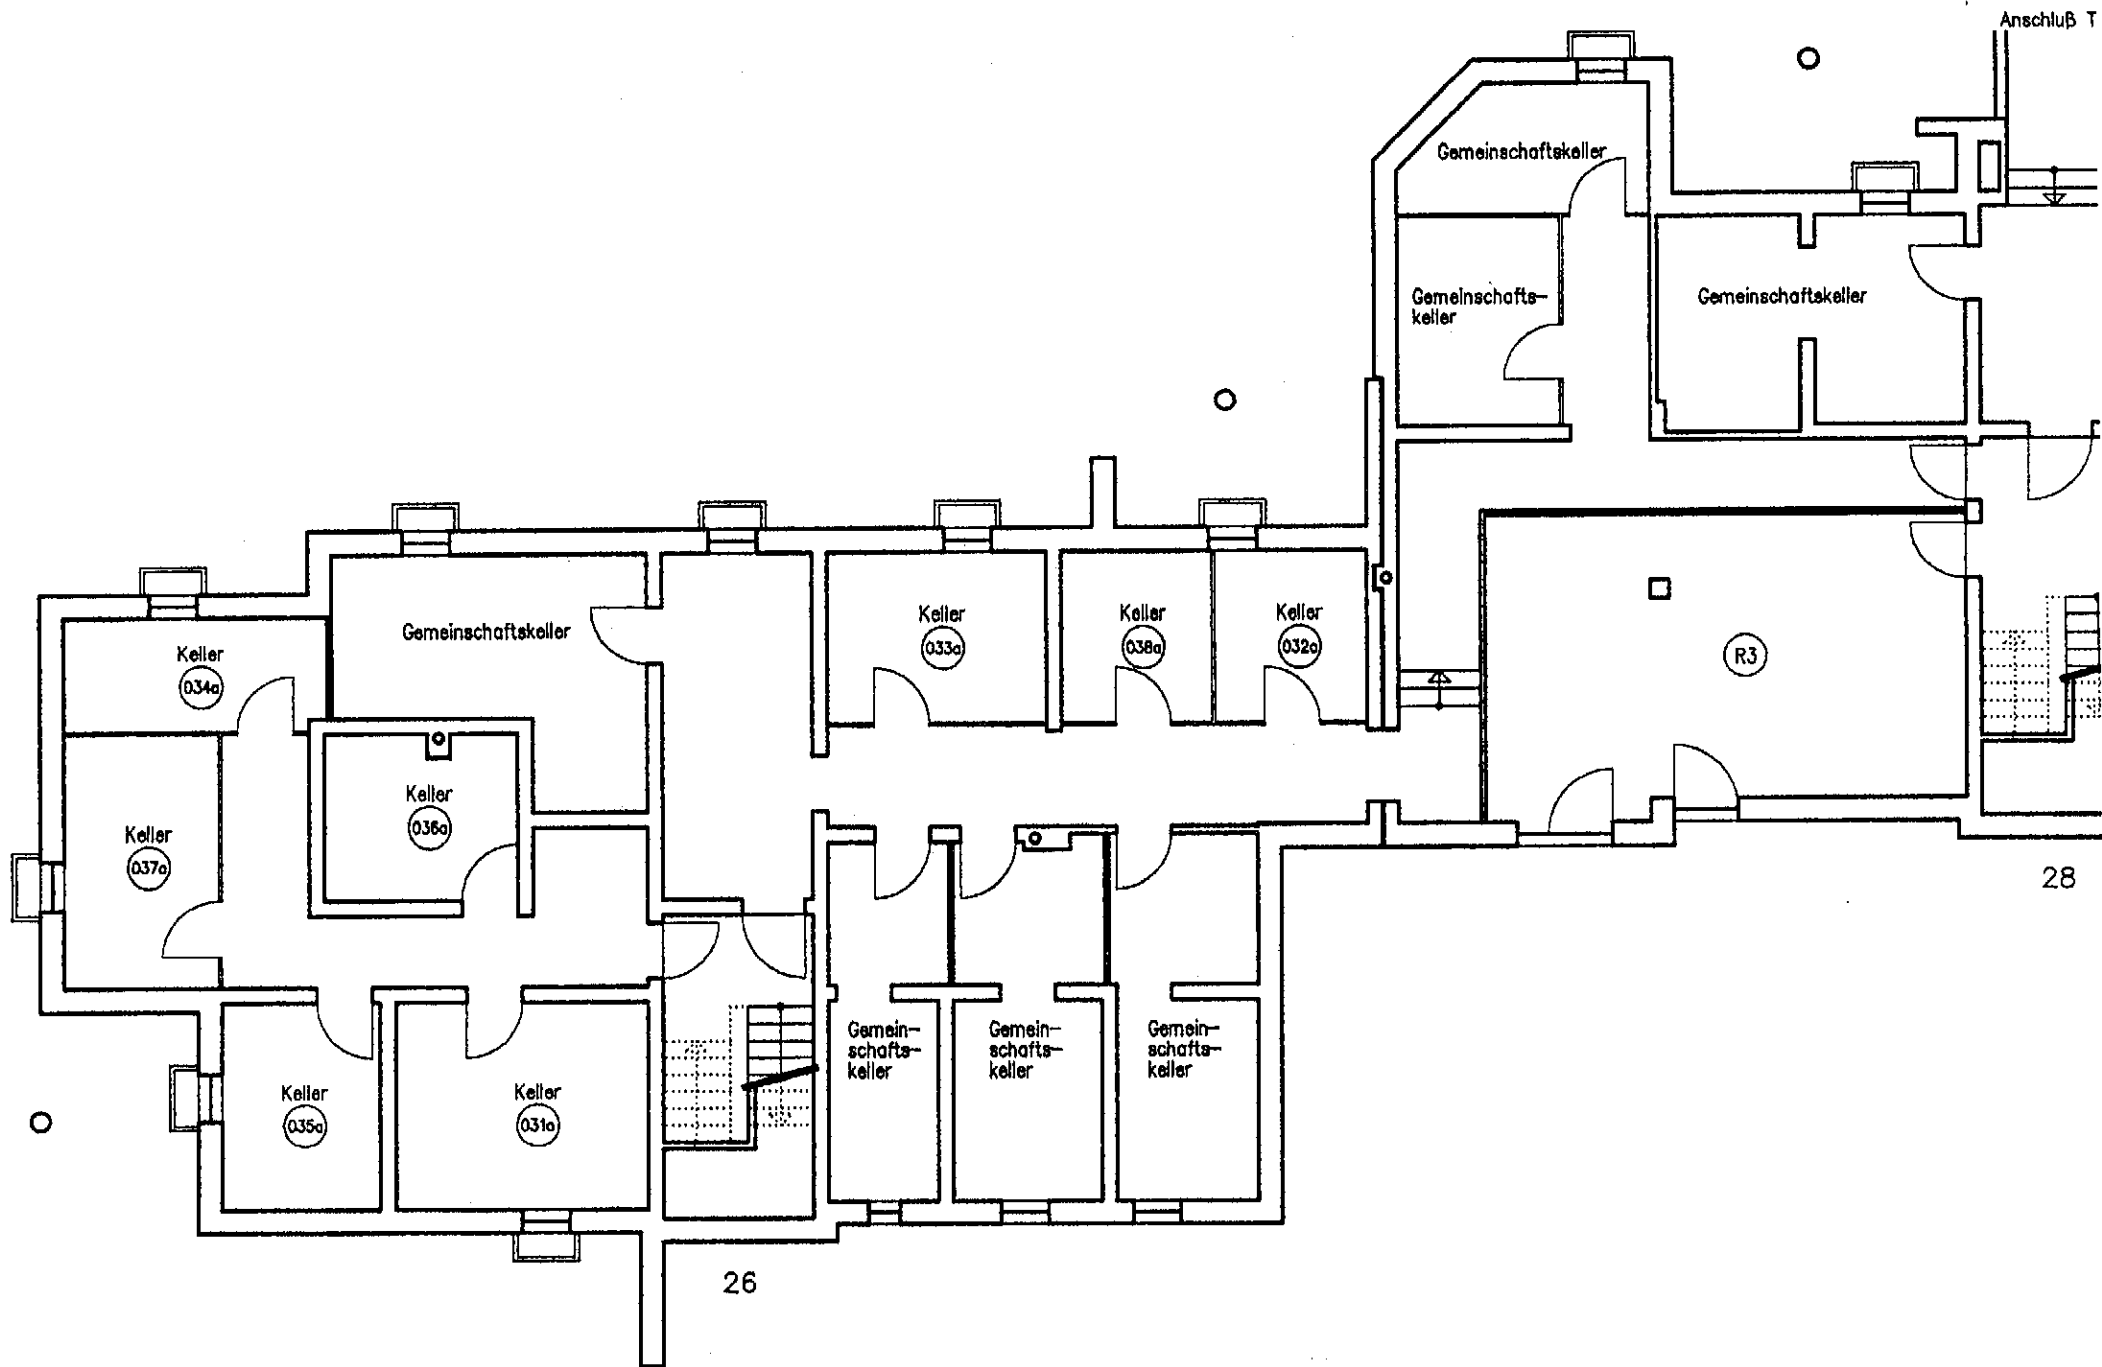 Anschluß T
Gemeinschaftskeller
Gemeinschafts-
keller
Gemeinschaftskeller
Keller
034a
Gemeinschaftskeller
Keller
033a
Keller
038a
Keller
032a
R3
Keller
037a
Keller
036a
28
Keller
035a
Keller
031a
Gemein-
schafts-
keller
Gemein-
schafts-
keller
Gemein-
schafts-
keller
26